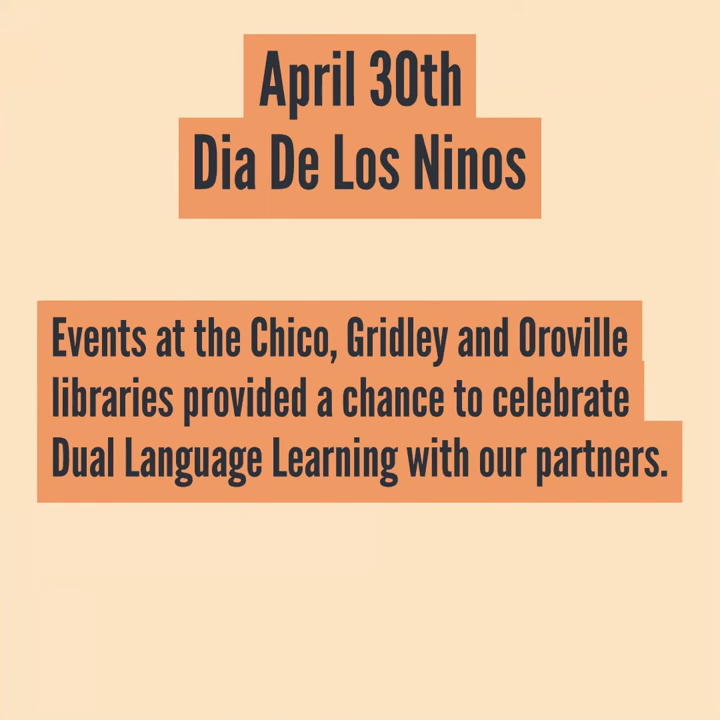 April 30th
Dia De Los Ninos
Events at the Chico, Gridley and Oroville
libraries provided a chance to celebrate
Dual Language Learning with our partners.